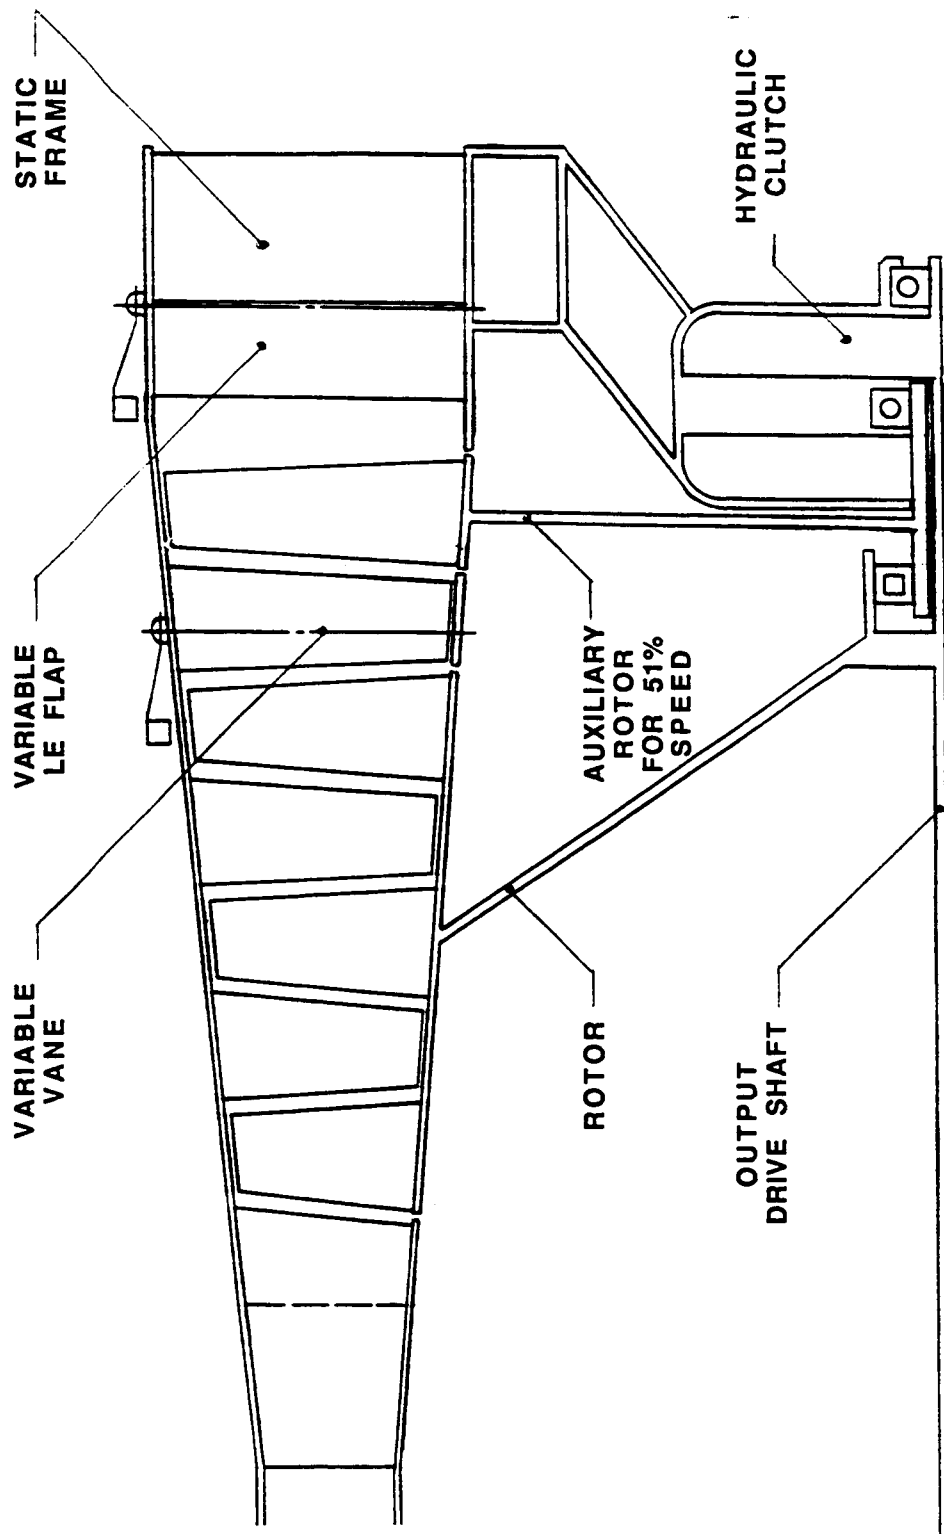 STATIC
FRAME
VARIABLE
LE FLAP
VARIABLE
VANE
HYDRAULIC
CLUTCH
AUXILIARY
ROTOR
FOR 51%
SPEED
ROTOR
OUTPUT
DRIVE SHAFT